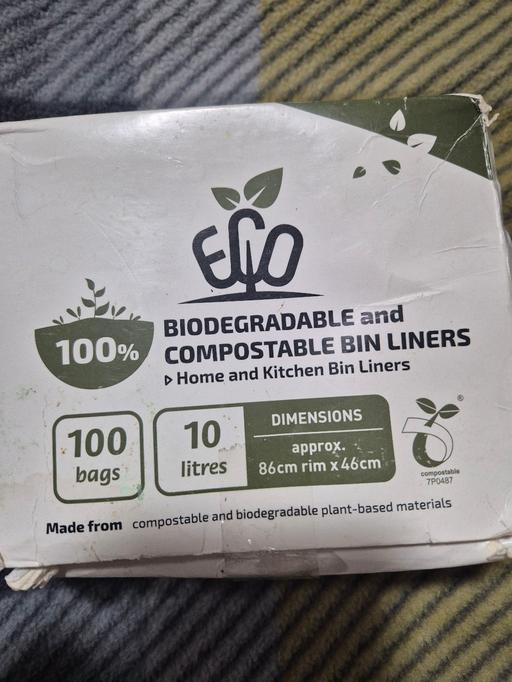 ECO
100%
BIODEGRADABLE and
COMPOSTABLE BIN LINERS
Home and Kitchen Bin Liners
100
bags
10
litres
DIMENSIONS
approx.
86cm rim x 46cm
®
compostable
7P0487
Made from compostable and biodegradable plant-based materials